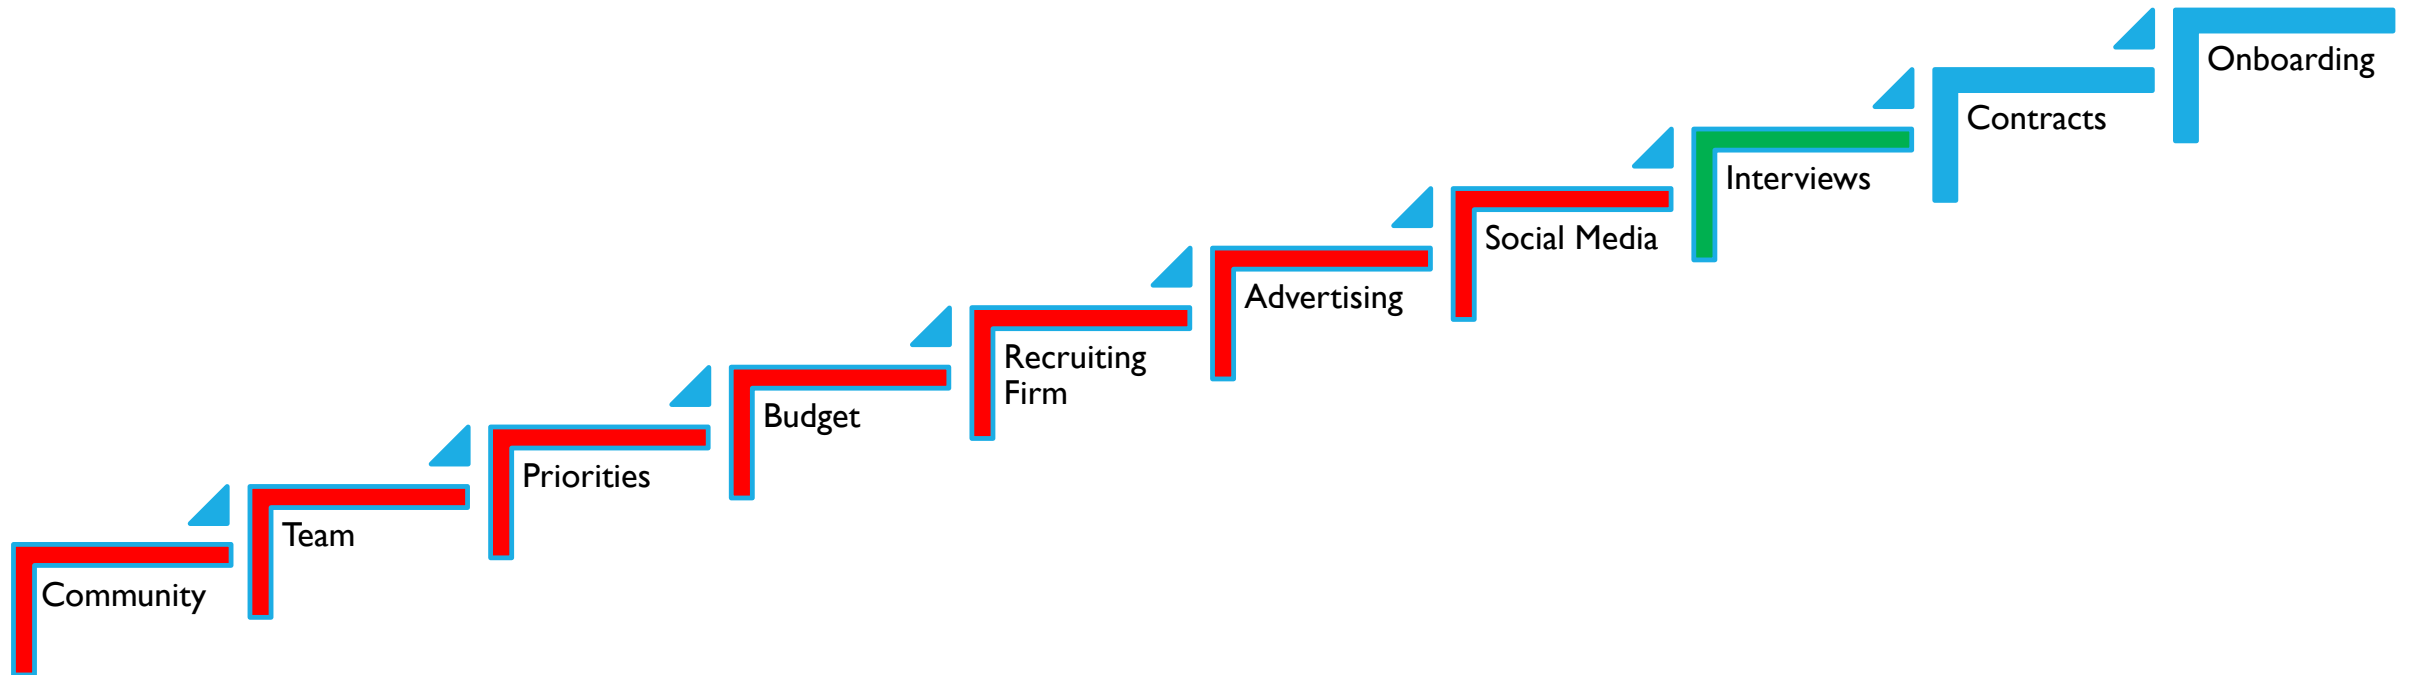 Community
Team
Priorities
Budget
Recruiting
Firm
Advertising
Social Media
Interviews
Contracts
Onboarding